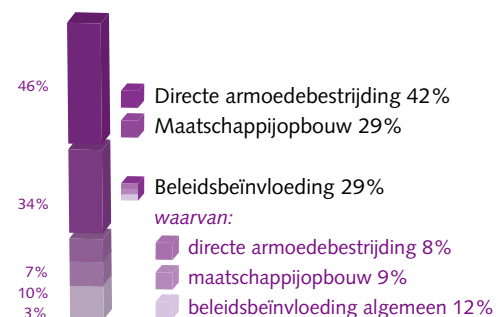 46%
34%
7%
10%
3%
Directe armoedebestrijding 42%
Maatschappijopbouw 29%
Beleidsbeïnvloeding 29%
waarvan:
directe armoedebestrijding 8%
maatschappijopbouw 9%
beleidsbeïnvloeding algemeen 12%